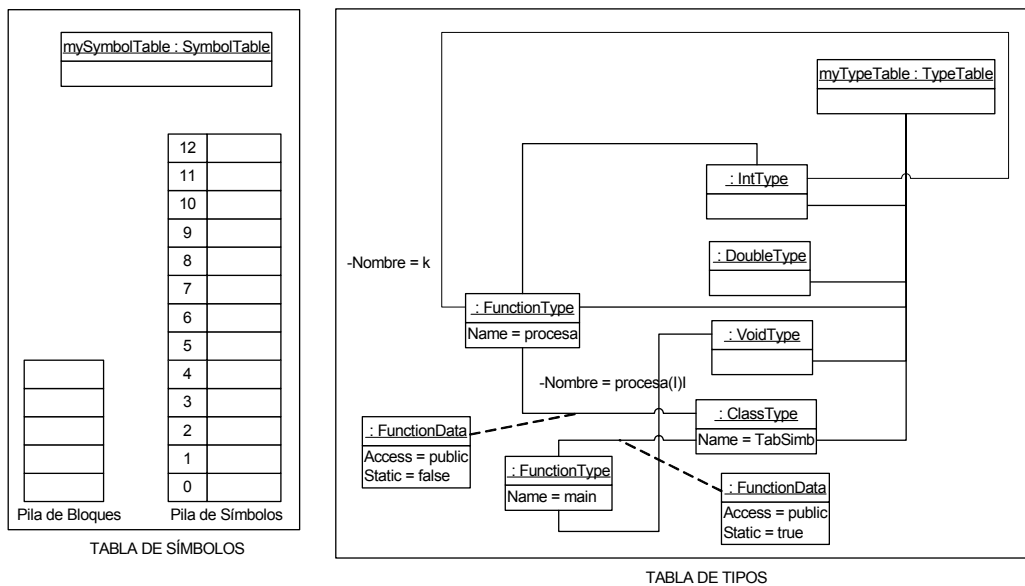 mySymbolTable : SymbolTable
12
11
10
9
8
7
6
5
4
3
2
1
0
Pila de Bloques
Pila de Símbolos
TABLA DE SÍMBOLOS
myTypeTable : TypeTable
: IntType
-Nombre = k
: DoubleType
: FunctionType
Name = procesa
: VoidType
-Nombre = procesa(I)I
: ClassType
Name = TabSimb
: FunctionData
Access = public
Static = false
: FunctionType
Name = main
: FunctionData
Access = public
Static = true
TABLA DE TIPOS